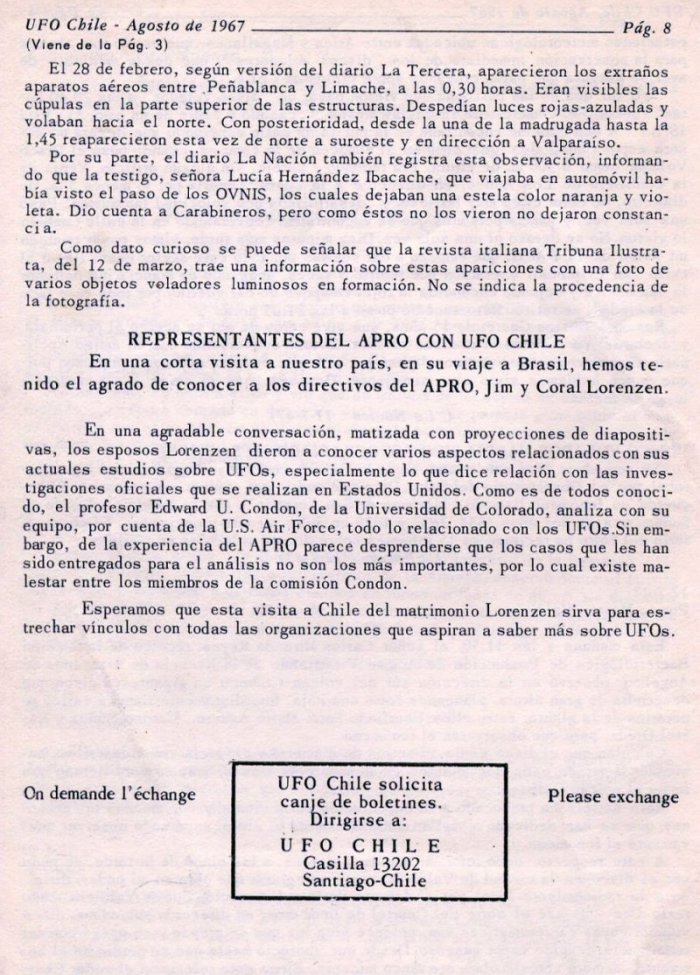 UFO Chile - Agosto de 1967 Pág. 8
(Viene de la Pág. 3)
El 28 de febrero, según versión del diario La Tercera, aparecieron los extraños
aparatos aéreos entre Peñablanca y Limache, a las 0,30 horas. Eran visibles las
cúpulas en la parte superior de las estructuras. Despedían luces rojas-azuladas y
volaban hacia el norte. Con posterioridad, desde la una de la madrugada hasta la
1,45 reaparecieron esta vez de norte a suroeste y en dirección a Valparaíso.
Por su parte, el diario La Nación también registra esta observación, informan-
do que la testigo, señora Lucía Hernández Ibacache, que viajaba en automóvil ha-
bía visto el paso de los OVNIS, los cuales dejaban una estela color naranja y vio-
leta. Dio cuenta a Carabineros, pero como éstos no los vieron no dejaron constan-
cia.
Como dato curioso se puede señalar que la revista italiana Tribuna Ilustra-
ta, del 12 de marzo, trae una información sobre estas apariciones con una foto de
varios objetos voladores luminosos en formación. No se indica la procedencia de
la fotografía.
REPRESENTANTES DEL APRO CON UFO CHILE
En una corta visita a nuestro país, en su viaje a Brasil, hemos te-
nido el agrado de conocer a los directivos del APRO, Jim y Coral Lorenzen.
En una agradable conversación, matizada con proyecciones de diapositi-
vas, los esposos Lorenzen dieron a conocer varios aspectos relacionados con sus
actuales estudios sobre UFOs, especialmente lo que dice relación con las inves-
tigaciones oficiales que se realizan en Estados Unidos. Como es de todos conoci-
do, el profesor Edward U. Condon, de la Universidad de Colorado, analiza con su
equipo, por cuenta de la U.S. Air Force, todo lo relacionado con los UFOs.Sin em-
bargo, de la experiencia del APRO parece desprenderse que los casos que les han
sido entregados para el análisis no son los más importantes, por lo cual existe ma-
lestar entre los miembros de la comisión Condon.
Esperamos que esta visita a Chile del matrimonio Lorenzen sirva para es-
trechar vínculos con todas las organizaciones que aspiran a saber más sobre UFOs.
On demande l'échange
UFO Chile solicita
canje de boletines.
Dirigirse a:
UFO CHILE
Casilla 13202
Santiago-Chile
Please exchange